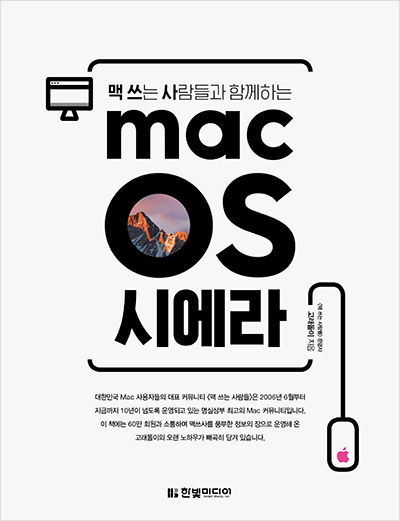 맥 쓰는 사람들과 함께하는
mac
OS
시에라
〈맥 쓰는 사람들〉 운영자
고래돌이 지음
대한민국 Mac 사용자들의 대표 커뮤니티 〈맥 쓰는 사람들〉은 2006년 6월부터
지금까지 10년이 넘도록 운영되고 있는 명실상부 최고의 Mac 커뮤니티입니다.
이 책에는 60만 회원과 소통하며 맥쓰사를 풍부한 정보의 장으로 운영해 온
고래돌이의 오랜 노하우가 빼곡히 담겨 있습니다.
한빛미디어